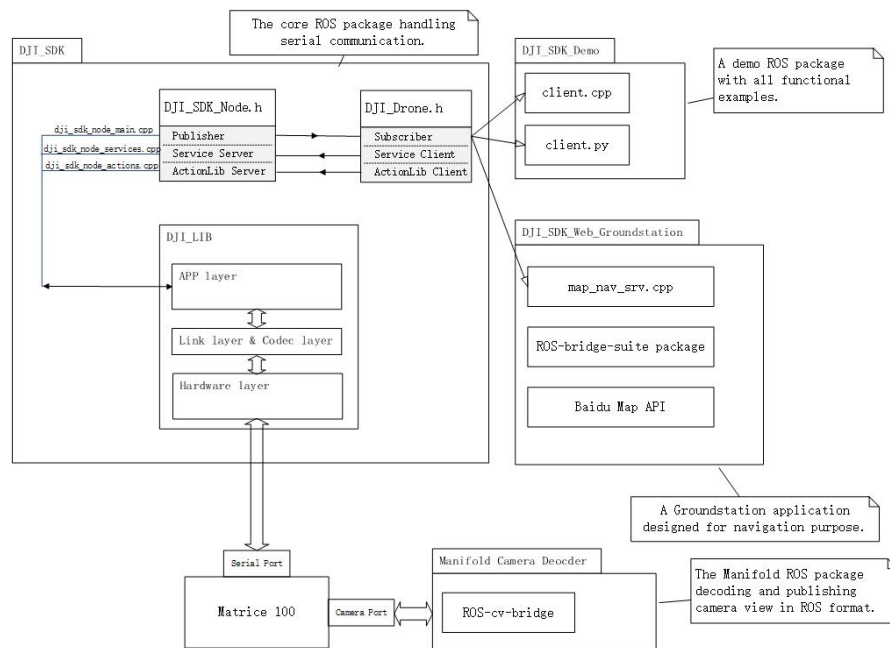 The core ROS package handling
serial communication.
DJI_SDK
DJI_SDK_Demo
A demo ROS package
with all functional
examples.
client.cpp
client.py
DJI_SDK_Node.h
DJI_Drone.h
dji_sdk_node_main.cpp
Publisher
Subscriber
dji_sdk_node_services.cpp
Service Server
Service Client
dji_sdk_node_actions.cpp
ActionLib Server
ActionLib Client
DJI_LIB
APP layer
Link layer & Codec layer
Hardware layer
DJI_SDK_Web_Groundstation
map_nav_srv.cpp
ROS-bridge-suite package
Baidu Map API
A Groundstation application
designed for navigation purpose.
Serial Port
Matrice 100
Camera Port
Manifold Camera Deocder
ROS-cv-bridge
The Manifold ROS package
decoding and publishing
camera view in ROS format.